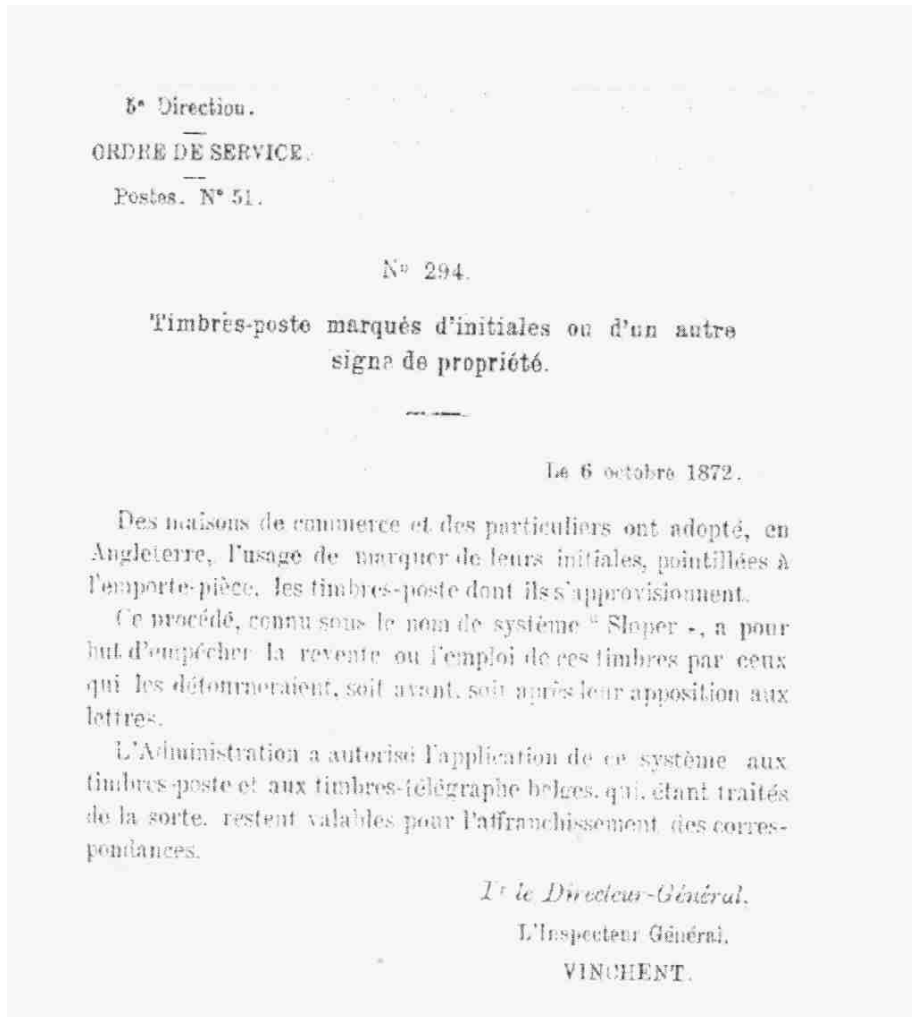 5e Direction.
ORDRE DE SERVICE.
Postes. N° 51.
N° 294.
Timbres-poste marqués d'initiales ou d'un autre
signe de propriété.
Le 6 octobre 1872.
Des maisons de commerce et des particuliers ont adopté, en
Angleterre, l'usage de marquer de leurs initiales, pointillées à
l'emporte-pièce, les timbres-poste dont ils s'approvisionnent.
Ce procédé, connu sous le nom de système “ Sloper „, a pour
but d'empêcher la revente ou l'emploi de ces timbres par ceux
qui les détourneraient, soit avant, soit après leur apposition aux
lettres.
L'Administration a autorisé l'application de ce système aux
timbres-poste et aux timbres-télégraphe belges, qui, étant traités
de la sorte, restent valables pour l'affranchissement des corres-
pondances.
Pr le Directeur-Général.
L'Inspecteur Général,
VINCHENT.